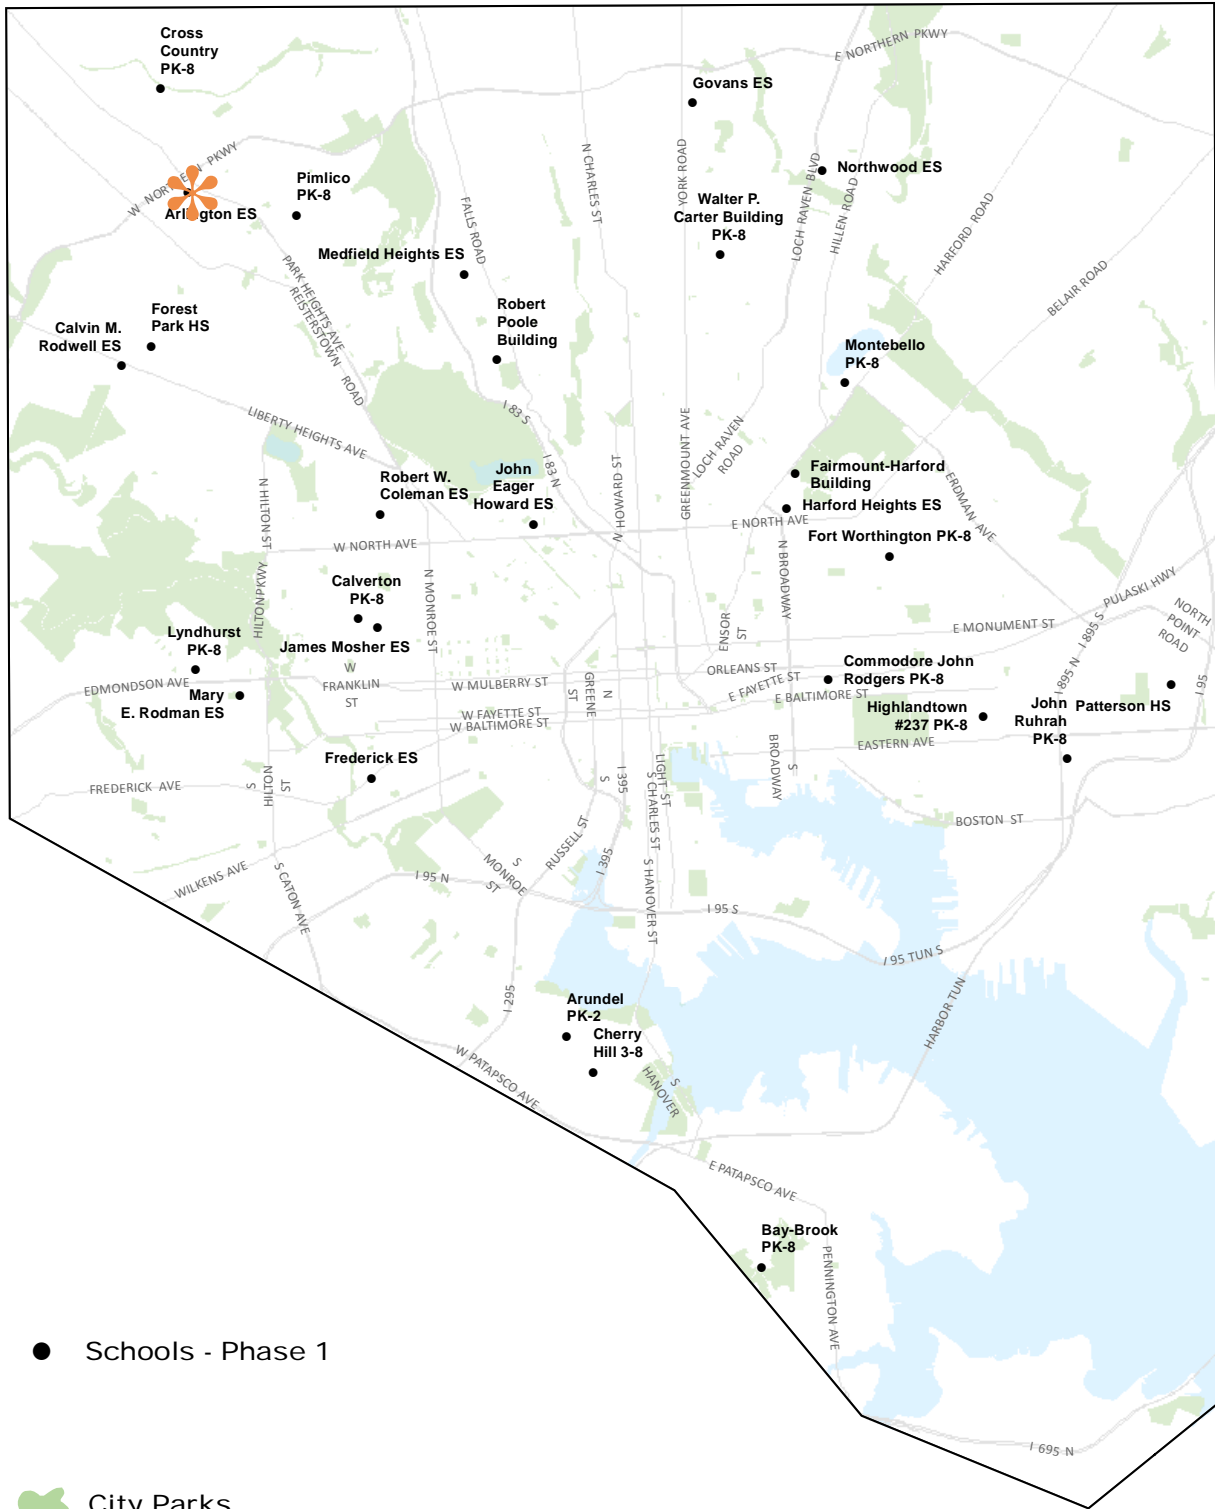 Cross
Country
PK-8
E NORTHERN PKWY
Govans ES
W NORTHERN PKWY
N CHARLES ST
YORK ROAD
LOCH RAVEN BLVD
Northwood ES
Pimlico
PK-8
HILLEN ROAD
Arlington ES
FALLS ROAD
Walter P.
Carter Building
PK-8
HARFORD ROAD
Medfield Heights ES
PARK HEIGHTS AVE
REISTERSTOWN ROAD
BELAIR ROAD
Forest
Park HS
Robert
Poole
Building
Calvin M.
Rodwell ES
Montebello
PK-8
LIBERTY HEIGHTS AVE
I 83 S
GREENMOUNT AVE
LOCH RAVEN
ROAD
I 83 N
N HOWARD ST
John
Eager
Howard ES
Fairmount-Harford
Building
Robert W.
Coleman ES
ERDMAN AVE
N HILTON ST
Harford Heights ES
E NORTH AVE
W NORTH AVE
Fort Worthington PK-8
N BROADWAY
HILTON PKWY
N MONROE ST
Calverton
PK-8
PULASKI HWY
NORTH
POINT
ROAD
Lyndhurst
PK-8
James Mosher ES
ENSOR
ST
E MONUMENT ST
I 895 S
W
FRANKLIN
ST
EDMONDSON AVE
W MULBERRY ST
N
GREENE
ST
ORLEANS ST
E FAYETTE ST
E BALTIMORE ST
Commodore John
Rodgers PK-8
I 895 N
I 95
Mary
E. Rodman ES
Patterson HS
W FAYETTE ST
W BALTIMORE ST
Highlandtown
#237 PK-8
John
Ruhrah
PK-8
EASTERN AVE
Frederick ES
S
BROADWAY
FREDERICK AVE
S
HILTON
ST
S
I 395
LIGHT ST
S CHARLES ST
BOSTON ST
RUSSELL ST
I 395
WILKENS AVE
S CATON AVE
I 95 N
S
MONROE
ST
S HANOVER ST
I 95 S
I 95 TUN S
I 295
Arundel
PK-2
HARBOR TUN
Cherry
Hill 3-8
W PATAPSCO AVE
S
HANOVER
E PATAPSCO AVE
Bay-Brook
PK-8
PENNINGTON AVE
Schools - Phase 1
I 695 N
City Parks